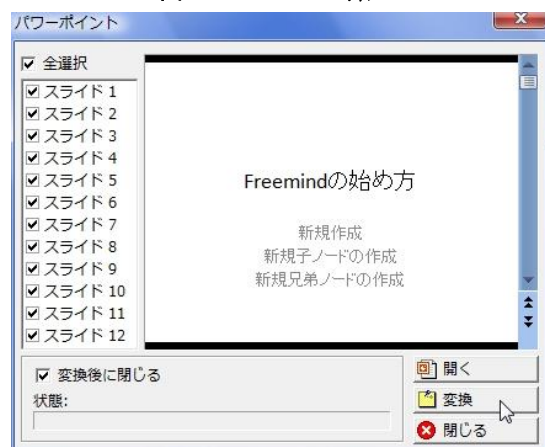 パワーポイント
全選択
スライド 1
スライド 2
スライド 3
スライド 4
スライド 5
スライド 6
スライド 7
スライド 8
スライド 9
スライド 10
スライド 11
スライド 12
Freemindの始め方
新規作成
新規子ノードの作成
新規兄弟ノードの作成
変換後に閉じる
状態:
開く
変換
閉じる